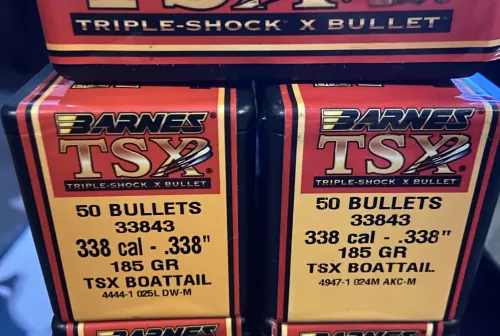 TRIPLE-SHOCK X BULLET
BARNES
TSX
TRIPLE-SHOCK X BULLET
50 BULLETS
33843
338 cal - .338"
185 GR
TSX BOATTAIL
4444-1 025L DW-M
BARNES
TSX
TRIPLE-SHOCK X BULLET
50 BULLETS
33843
338 cal - .338"
185 GR
TSX BOATTAIL
4947-1 024M AKC-M
BARNES
BARNES